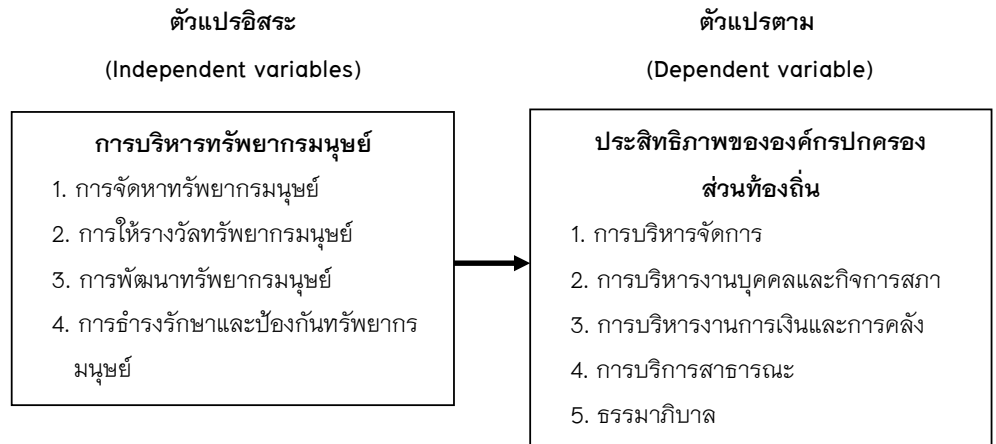 ตัวแปรอิสระ
(Independent variables)
การบริหารทรัพยากรมนุษย์
1. การจัดหาทรัพยากรมนุษย์
2. การให้รางวัลทรัพยากรมนุษย์
3. การพัฒนาทรัพยากรมนุษย์
4. การธำรงรักษาและป้องกันทรัพยากร
มนุษย์
ตัวแปรตาม
(Dependent variable)
ประสิทธิภาพขององค์กรปกครอง
ส่วนท้องถิ่น
1. การบริหารจัดการ
2. การบริหารงานบุคคลและกิจการสภา
3. การบริหารงานการเงินและการคลัง
4. การบริการสาธารณะ
5. ธรรมาภิบาล